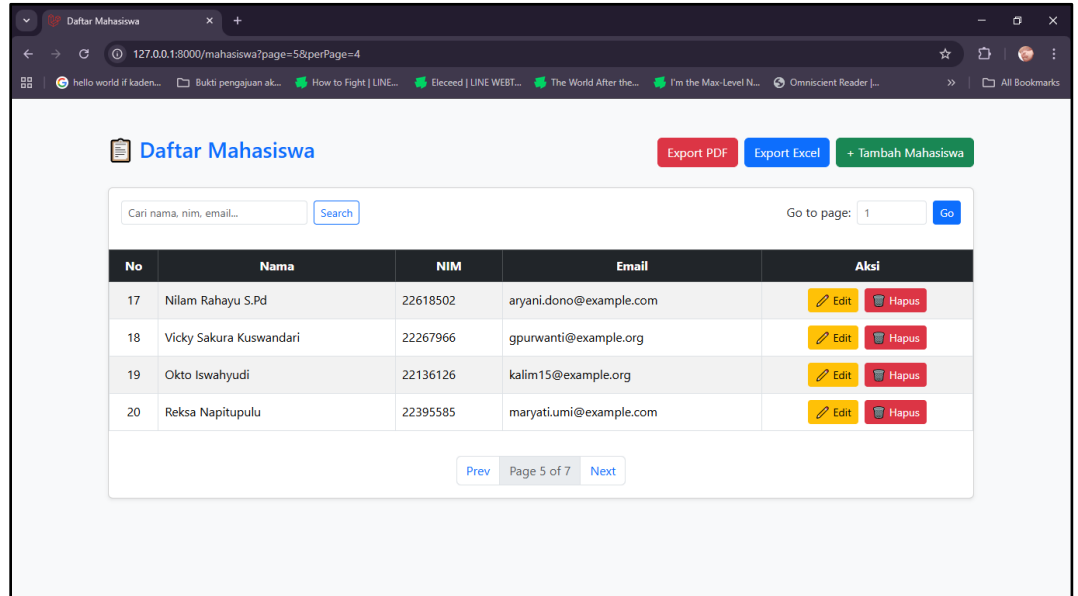 Daftar Mahasiswa
127.0.0.1:8000/mahasiswa?page=5&perPage=4
hello world if kaden... Bukti pengajuan ak... How to Fight | LINE... Eleceed | LINE WEBT... The World After the... I'm the Max-Level N... Omniscient Reader |... » All Bookmarks
Daftar Mahasiswa Export PDF Export Excel + Tambah Mahasiswa
Cari nama, nim, email... Search Go to page: 1 Go
No Nama NIM Email Aksi
17 Nilam Rahayu S.Pd 22618502 aryani.dono@example.com Edit Hapus
18 Vicky Sakura Kuswandari 22267966 gpurwanti@example.org Edit Hapus
19 Okto Iswahyudi 22136126 kalim15@example.org Edit Hapus
20 Reksa Napitupulu 22395585 maryati.umi@example.com Edit Hapus
Prev Page 5 of 7 Next